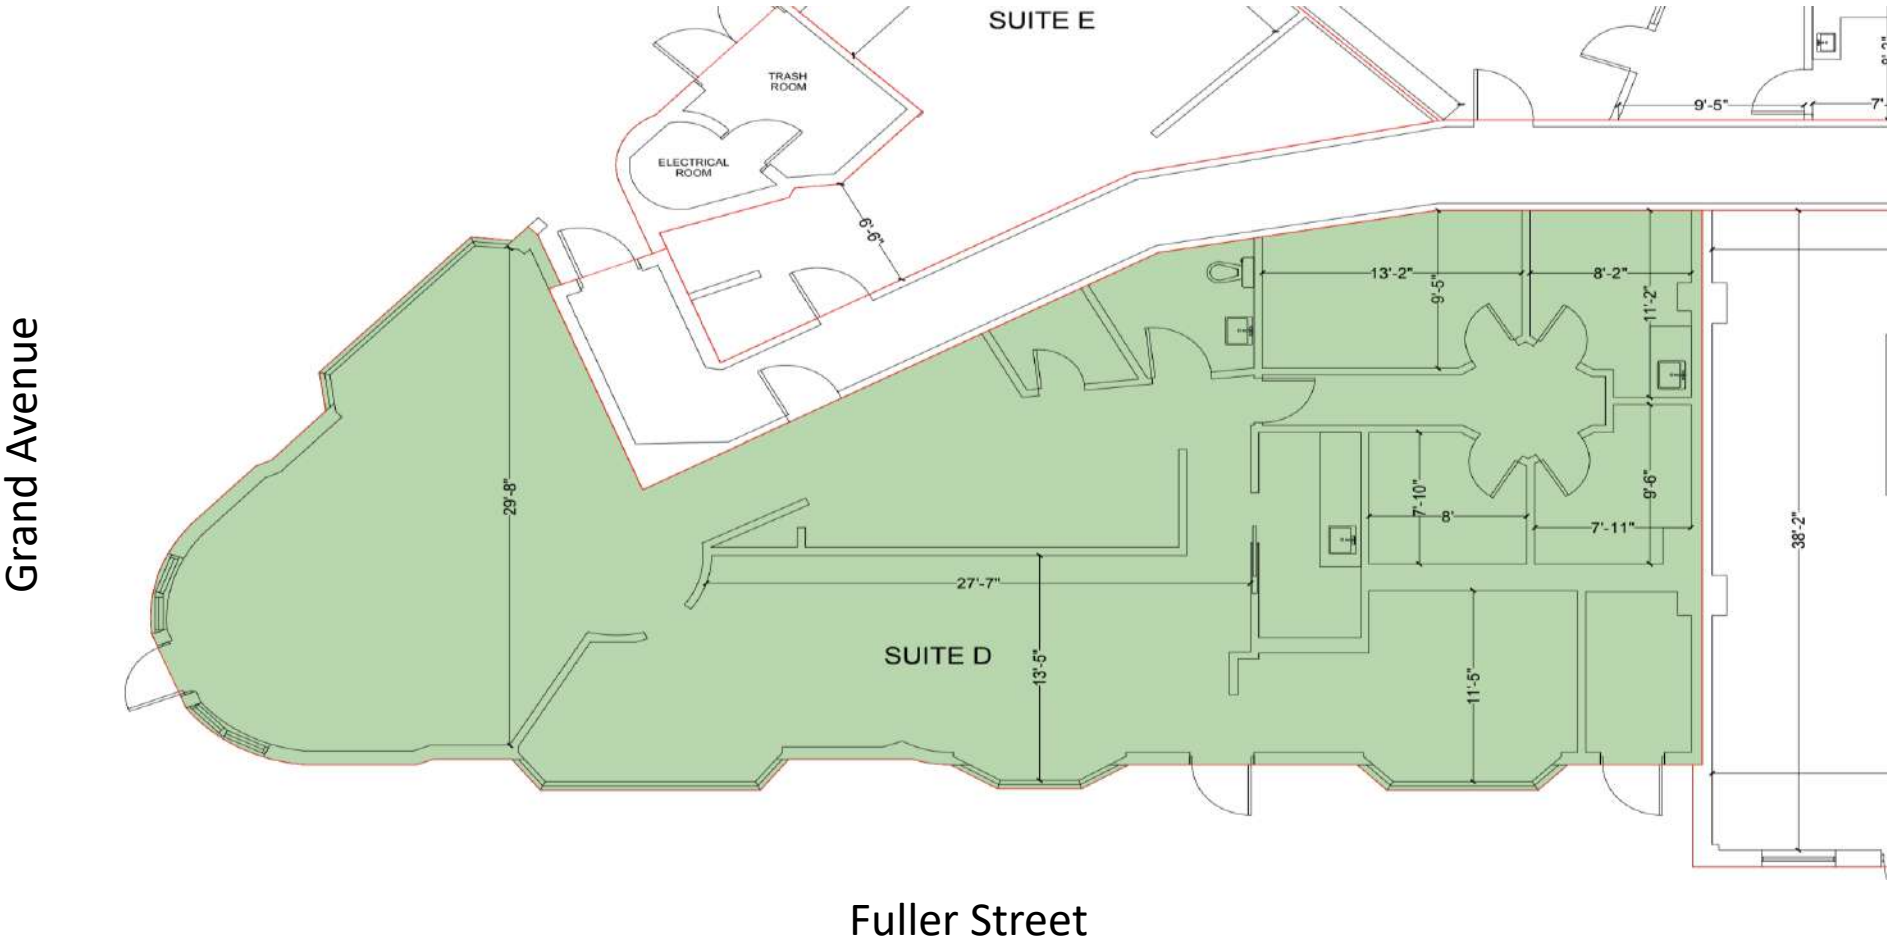 SUITE E
TRASH
ROOM
9'-5"
7'-
ELECTRICAL
ROOM
6'-6"
13'-2"
8'-2"
9'-5"
11'-2"
Grand Avenue
29'-8"
7'-10"
8'
9'-6"
7'-11"
38'-2"
27'-7"
SUITE D
13'-5"
11'-5"
Fuller Street